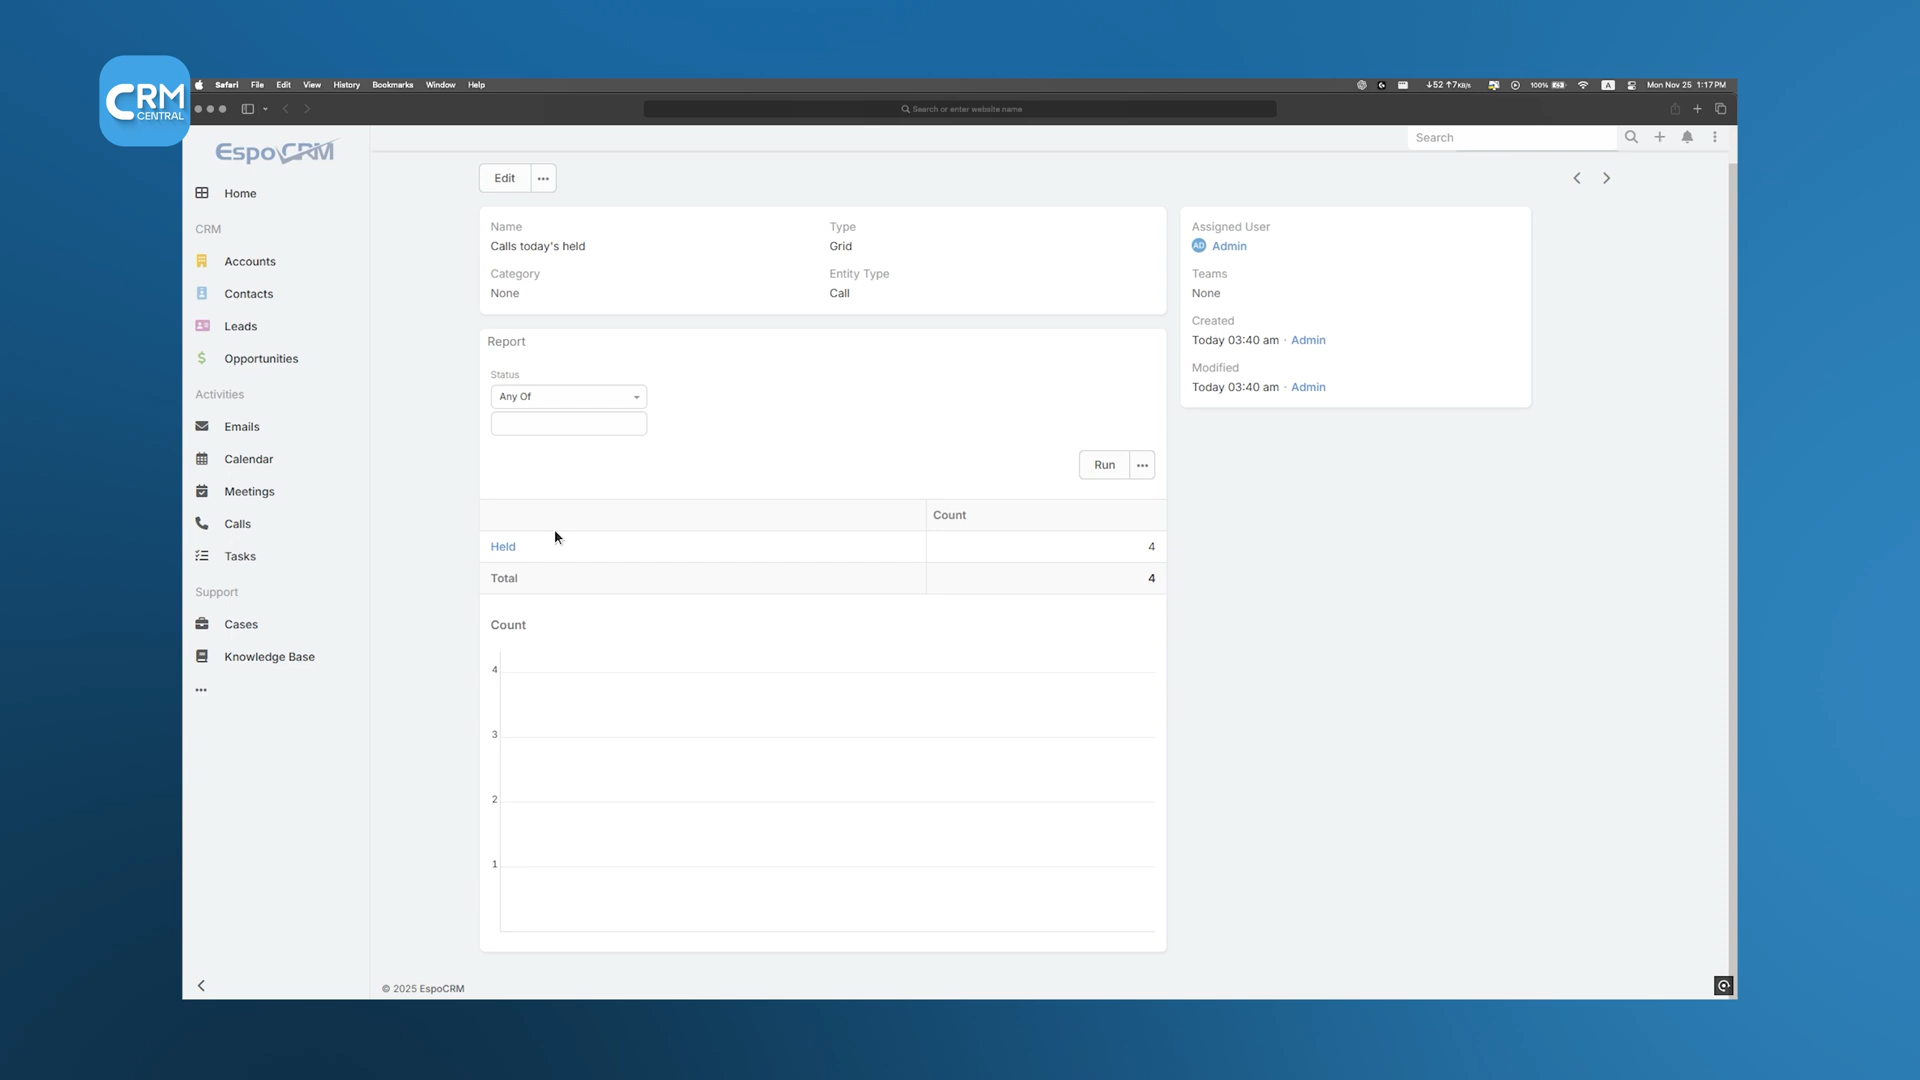 CRM
CENTRAL
Safari File Edit View History Bookmarks Window Help
↓52 ↑7KB/s 100% A Mon Nov 25 1:17 PM
Search or enter website name
EspoCRM
Search
Home
CRM
Accounts
Contacts
Leads
Opportunities
Activities
Emails
Calendar
Meetings
Calls
Tasks
Support
Cases
Knowledge Base
Edit
Name
Calls today's held
Type
Grid
Category
None
Entity Type
Call
Assigned User
AD Admin
Teams
None
Created
Today 03:40 am · Admin
Modified
Today 03:40 am · Admin
Report
Status
Any Of
Run
Count
Held 4
Total 4
Count
4
3
2
1
© 2025 EspoCRM